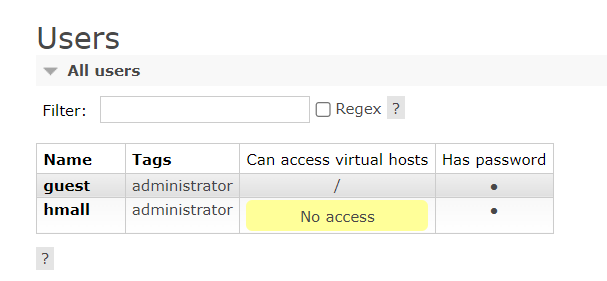 Users
All users
Filter: Regex ?
Name Tags Can access virtual hosts Has password
guest administrator / ●
hmall administrator No access ●
?